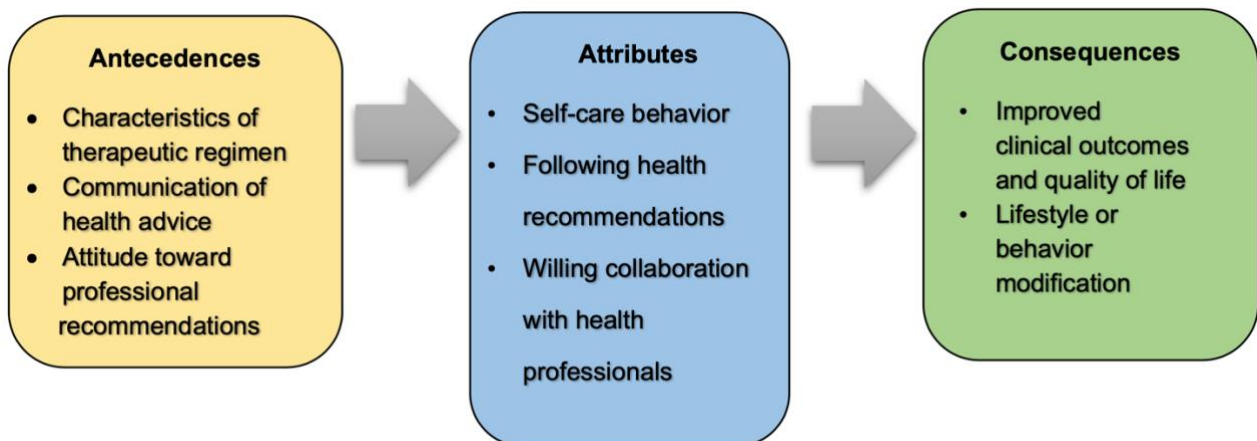 Antecedences
• Characteristics of
therapeutic regimen
• Communication of
health advice
• Attitude toward
professional
recommendations
Attributes
• Self-care behavior
• Following health
recommendations
• Willing collaboration
with health
professionals
Consequences
• Improved
clinical outcomes
and quality of life
• Lifestyle or
behavior
modification